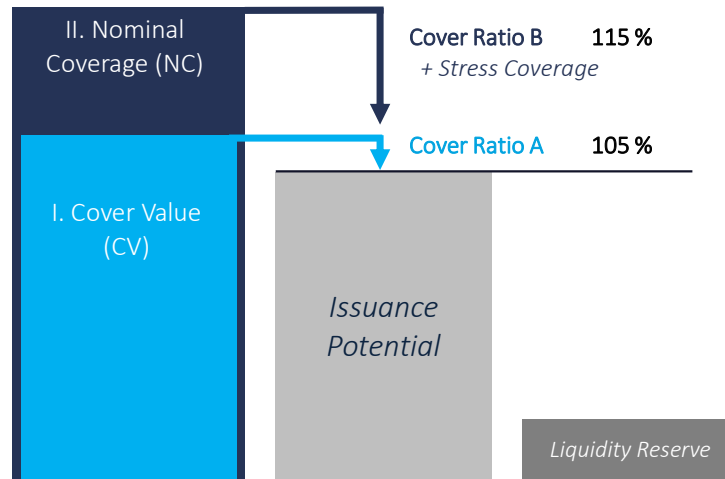 II. Nominal
Coverage (NC)
Cover Ratio B 115 %
+ Stress Coverage
Cover Ratio A 105 %
I. Cover Value
(CV)
Issuance
Potential
Liquidity Reserve